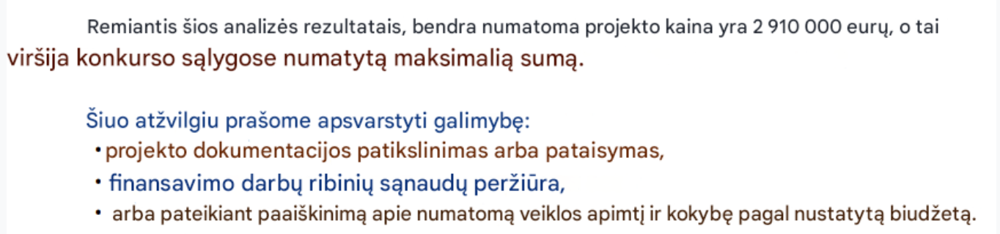 Remiantis šios analizės rezultatais, bendra numatoma projekto kaina yra 2 910 000 eurų, o tai
viršija konkurso sąlygose numatytą maksimalią sumą.
Šiuo atžvilgiu prašome apsvarstyti galimybę:
• projekto dokumentacijos patikslinimas arba pataisymas,
• finansavimo darbų ribinių sąnaudų peržiūra,
• arba pateikiant paaiškinimą apie numatomą veiklos apimtį ir kokybę pagal nustatytą biudžetą.